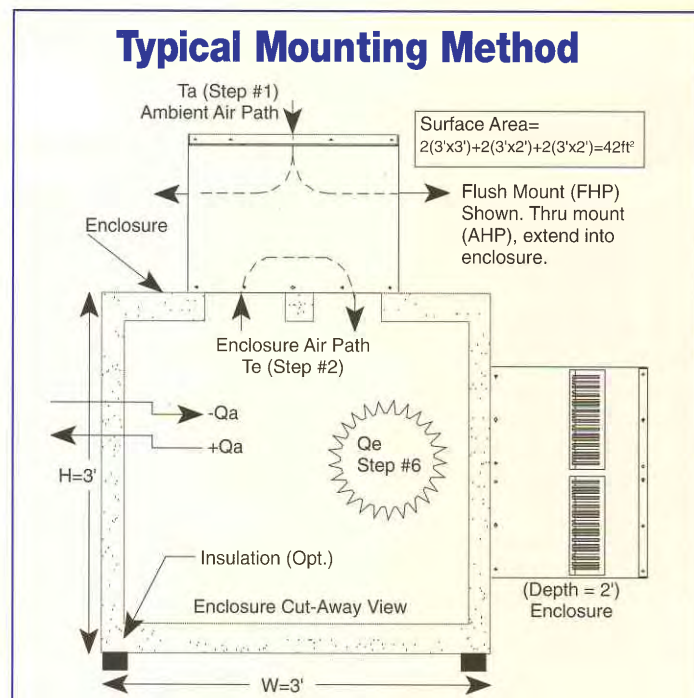 Typical Mounting Method
Ta (Step #1)
Ambient Air Path
Surface Area=
2(3'x3')+2(3'x2')+2(3'x2')=42ft²
Flush Mount (FHP)
Shown. Thru mount
(AHP), extend into
enclosure.
Enclosure
Enclosure Air Path
Te (Step #2)
-Qa
+Qa
Qe
Step #6
H=3'
Insulation (Opt.)
Enclosure Cut-Away View
(Depth = 2')
Enclosure
W=3'